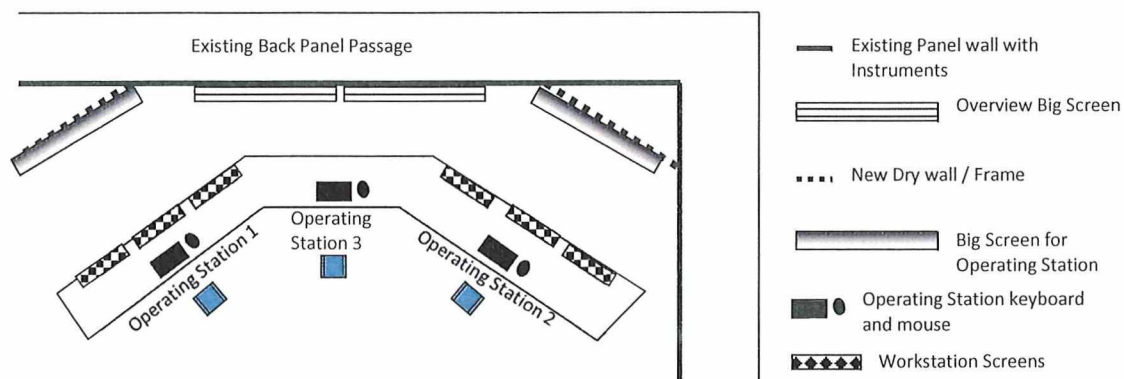 Existing Back Panel Passage
Operating Station 1
Operating
Station 3
Operating Station 2
Existing Panel wall with
Instruments
Overview Big Screen
New Dry wall / Frame
Big Screen for
Operating Station
Operating Station keyboard
and mouse
Workstation Screens